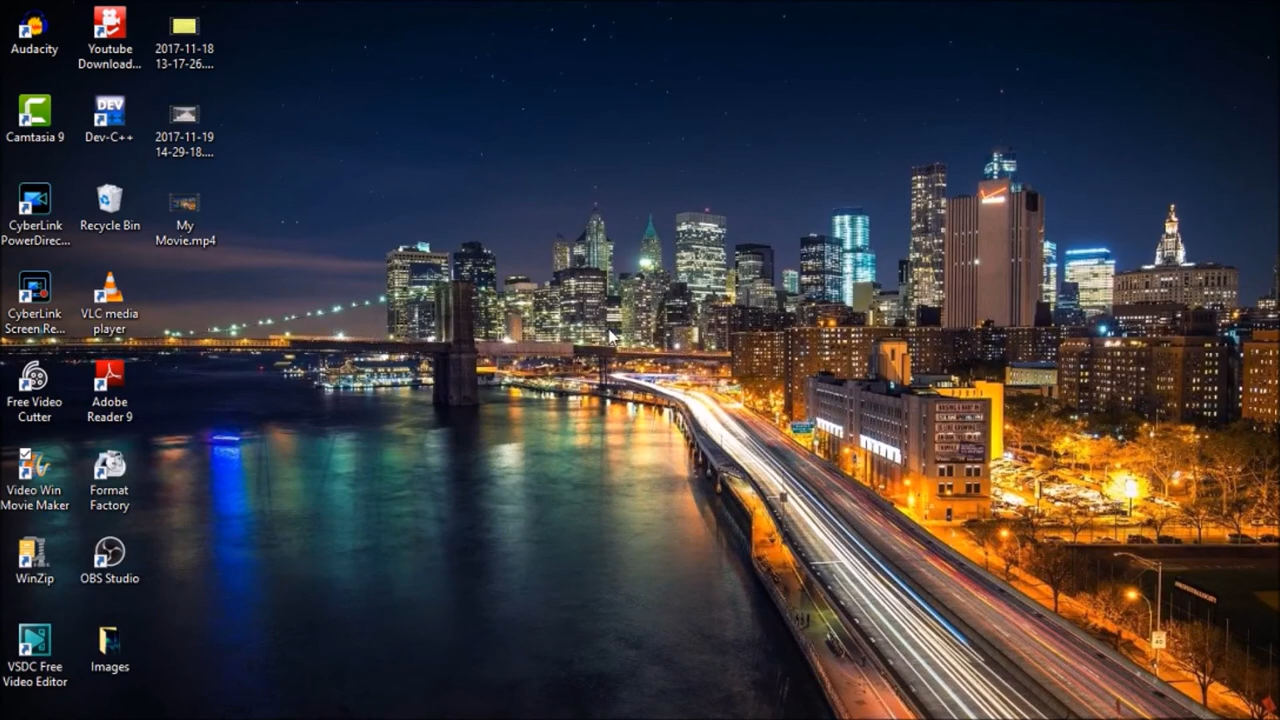 Audacity
Youtube
Download...
2017-11-18
13-17-26....
Camtasia 9
Dev-C++
DEV
2017-11-19
14-29-18....
CyberLink
PowerDirec...
Recycle Bin
My
Movie.mp4
CyberLink
Screen Re...
VLC media
player
Free Video
Cutter
Adobe
Reader 9
Video Win
Movie Maker
Format
Factory
WinZip
OBS Studio
VSDC Free
Video Editor
Images